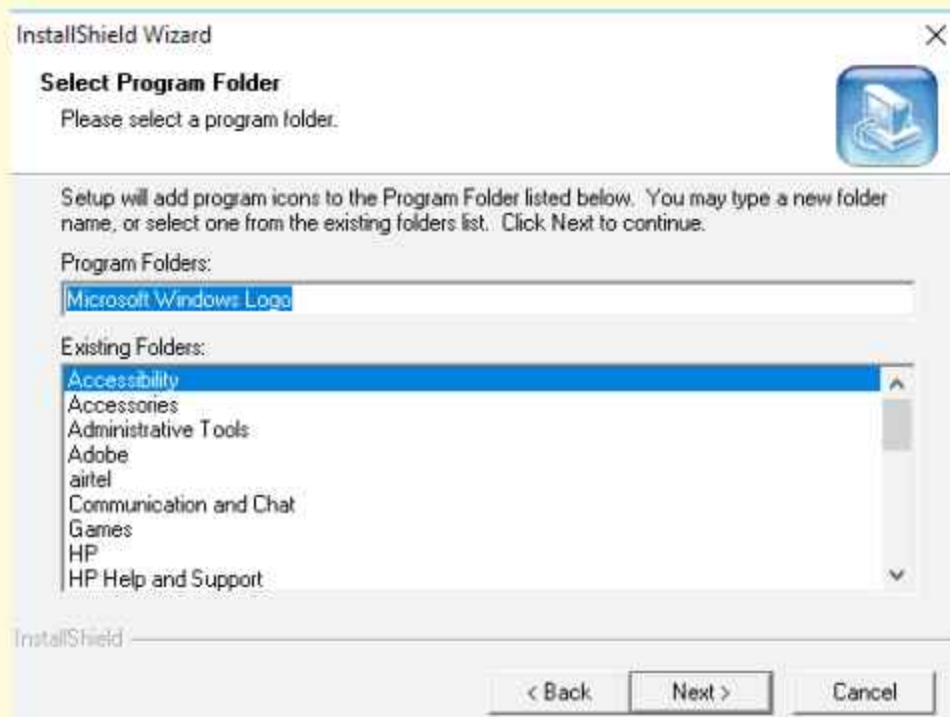 InstallShield Wizard
Select Program Folder
Please select a program folder.
Setup will add program icons to the Program Folder listed below. You may type a new folder
name, or select one from the existing folders list. Click Next to continue.
Program Folders:
Microsoft Windows Logo
Existing Folders:
Accessibility
Accessories
Administrative Tools
Adobe
airtel
Communication and Chat
Games
HP
HP Help and Support
InstallShield
< Back
Next >
Cancel